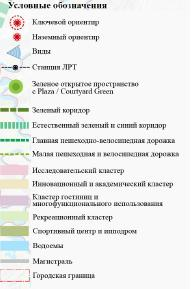 Условные обозначения
Ключевой ориентир
Наземный ориентир
Виды
Станция ЛРТ
Зеленое открытое пространство
с Plaza / Courtyard Green
Зеленый коридор
Естественный зеленый и синий коридор
Главная пешеходно-велосипедная дорожка
Малая пешеходная и велосипедная дорожка
Исследовательский кластер
Инновационный и академический кластер
Кластер гостиниц и
многофункционального использования
Рекреационный кластер
Спортивный центр и ипподром
Водоемы
Магистраль
Городская граница